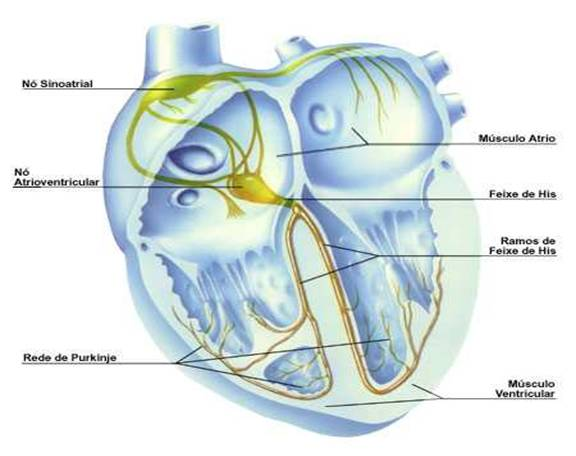 Nó Sinoatrial
Músculo Atrio
Nó
Atrioventricular
Feixe de His
Ramos de
Feixe de His
Rede de Purkinje
Músculo
Ventricular